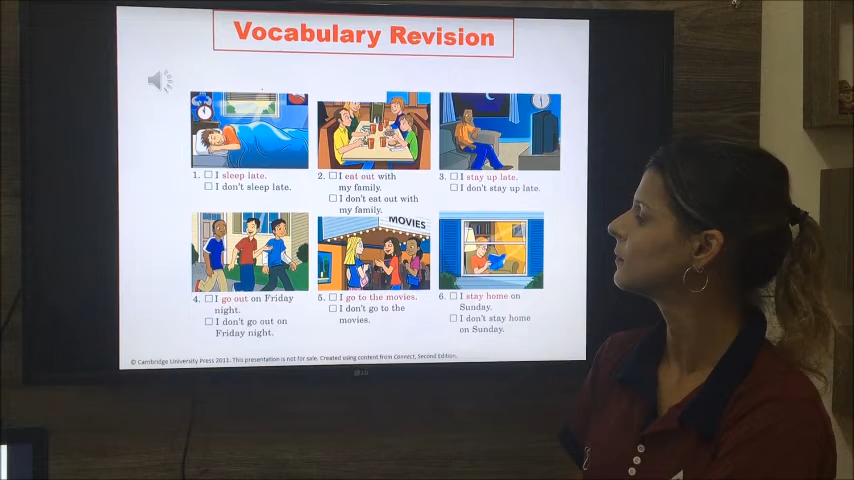 Vocabulary Revision
1. ☐ I sleep late.
☐ I don't sleep late.
2. ☐ I eat out with
my family.
☐ I don't eat out with
my family.
3. ☐ I stay up late.
☐ I don't stay up late.
MOVIES
4. ☐ I go out on Friday
night.
☐ I don't go out on
Friday night.
5. ☐ I go to the movies.
☐ I don't go to the
movies.
6. ☐ I stay home on
Sunday.
☐ I don't stay home
on Sunday.
© Cambridge University Press 2011. This presentation is not for sale. Created using content from Connect, Second Edition.
LG